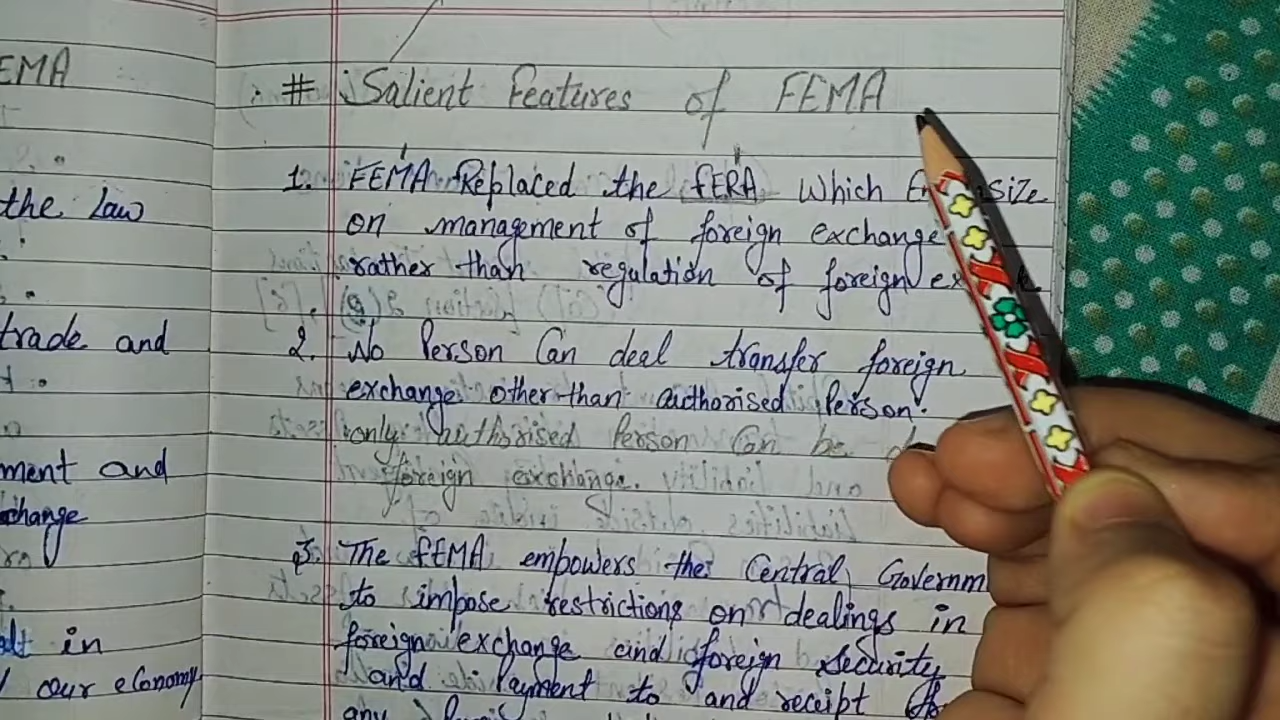 EMA
the law
trade and
ment and
change
in
our economy
# Salient Features of FEMA
1. FEMA Replaced the FERA Which
on management of foreign exchange
rather than regulation of foreign
2. No Person Can deal transfer foreign
exchange other than authorised Person.
only authorised Person Can be
foreign exchange.
3. The FEMA empowers the Central Governm
to impose restrictions on dealings in
foreign exchange and foreign security
and Payment to and receipt
any